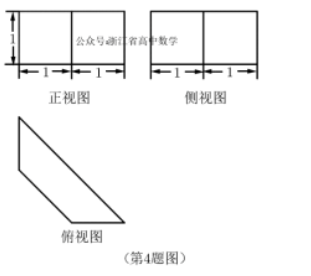 1
公众号:浙江省高中数学
1 1 1 1
正视图 侧视图
俯视图
(第4题图)